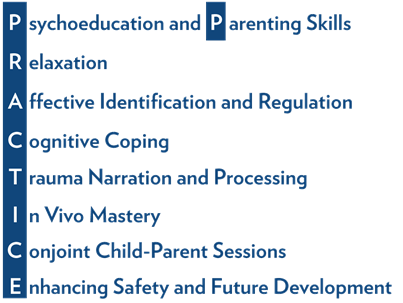 Psychoeducation and Parenting Skills
Relaxation
Affective Identification and Regulation
Cognitive Coping
Trauma Narration and Processing
In Vivo Mastery
Conjoint Child-Parent Sessions
Enhancing Safety and Future Development